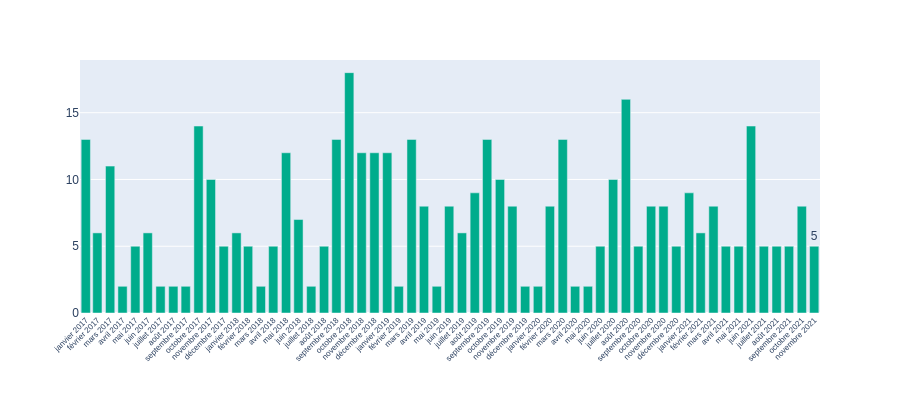 15
10
5
5
0
janvier 2017
février 2017
mars 2017
avril 2017
mai 2017
juin 2017
juillet 2017
août 2017
septembre 2017
octobre 2017
novembre 2017
décembre 2017
janvier 2018
février 2018
mars 2018
avril 2018
mai 2018
juin 2018
juillet 2018
août 2018
septembre 2018
octobre 2018
novembre 2018
décembre 2018
janvier 2019
février 2019
mars 2019
avril 2019
mai 2019
juin 2019
juillet 2019
août 2019
septembre 2019
octobre 2019
novembre 2019
décembre 2019
janvier 2020
février 2020
mars 2020
avril 2020
mai 2020
juin 2020
juillet 2020
août 2020
septembre 2020
octobre 2020
novembre 2020
décembre 2020
janvier 2021
février 2021
mars 2021
avril 2021
mai 2021
juin 2021
juillet 2021
août 2021
septembre 2021
octobre 2021
novembre 2021